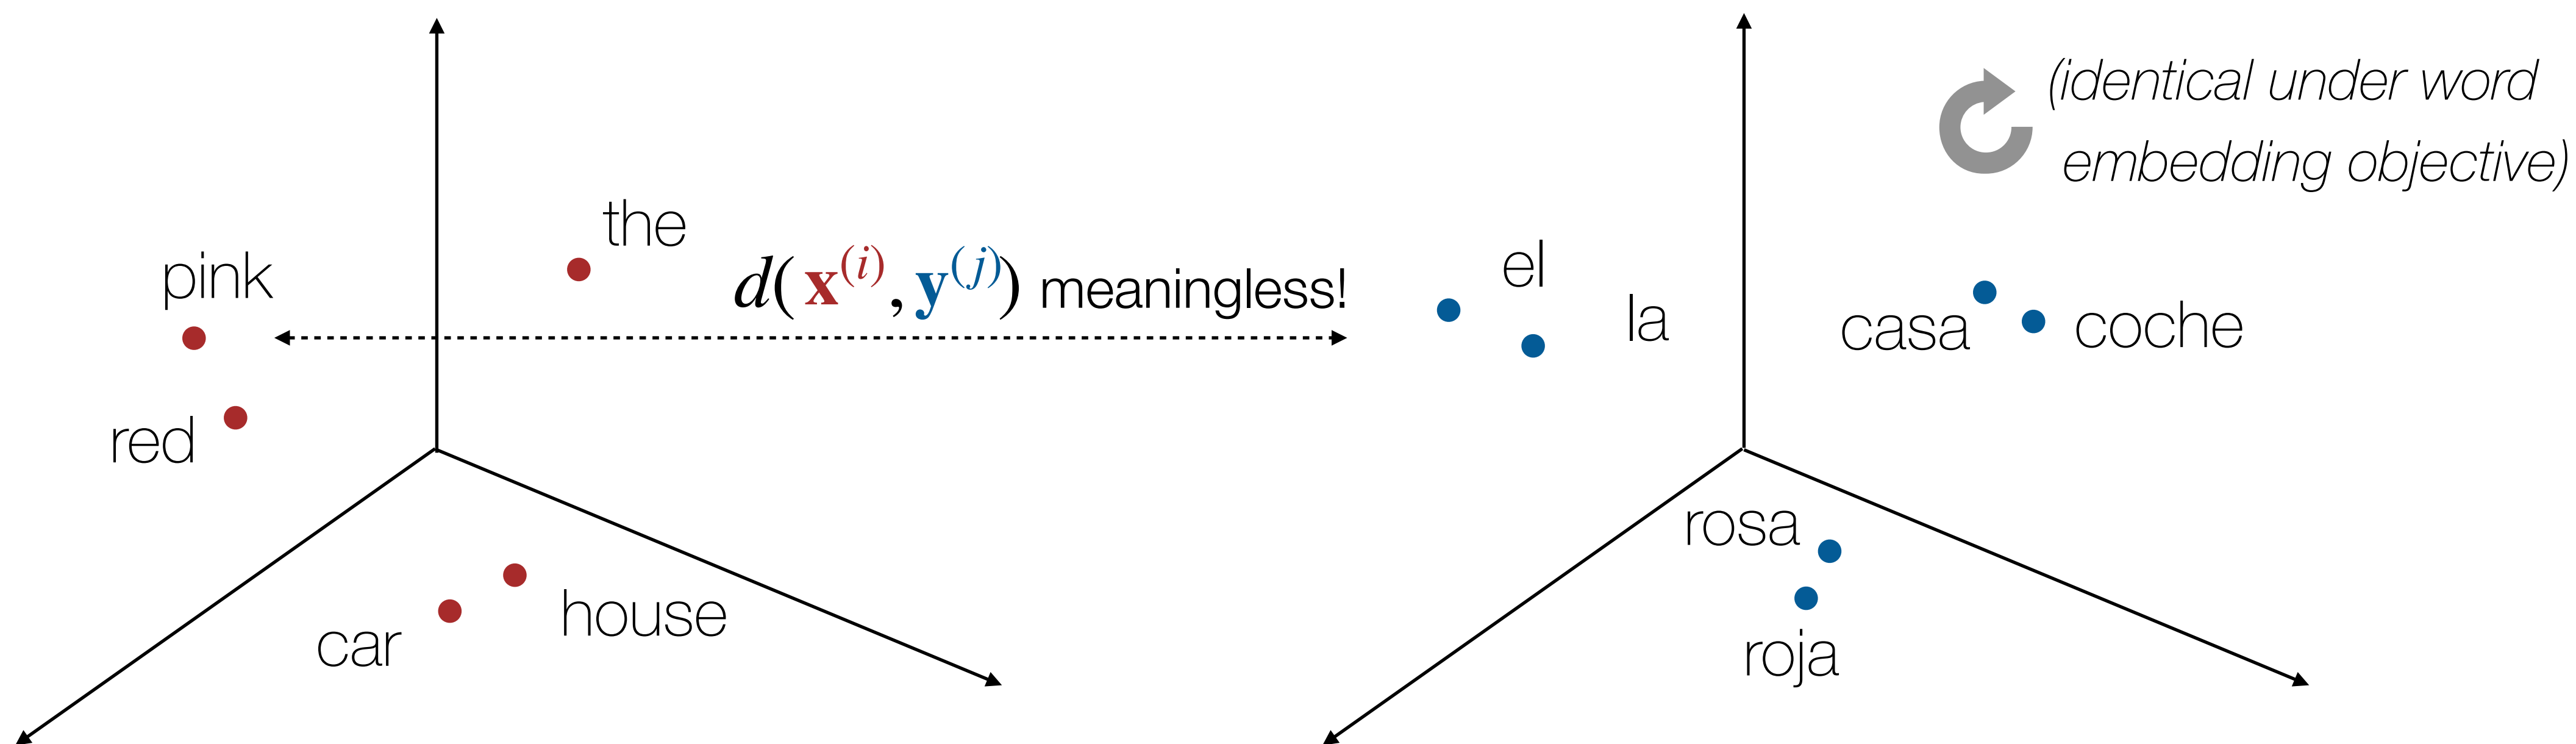 the
pink
red
car
house
d( x^(i), y^(j)) meaningless!
el
la
casa
coche
rosa
roja
(identical under word
embedding objective)